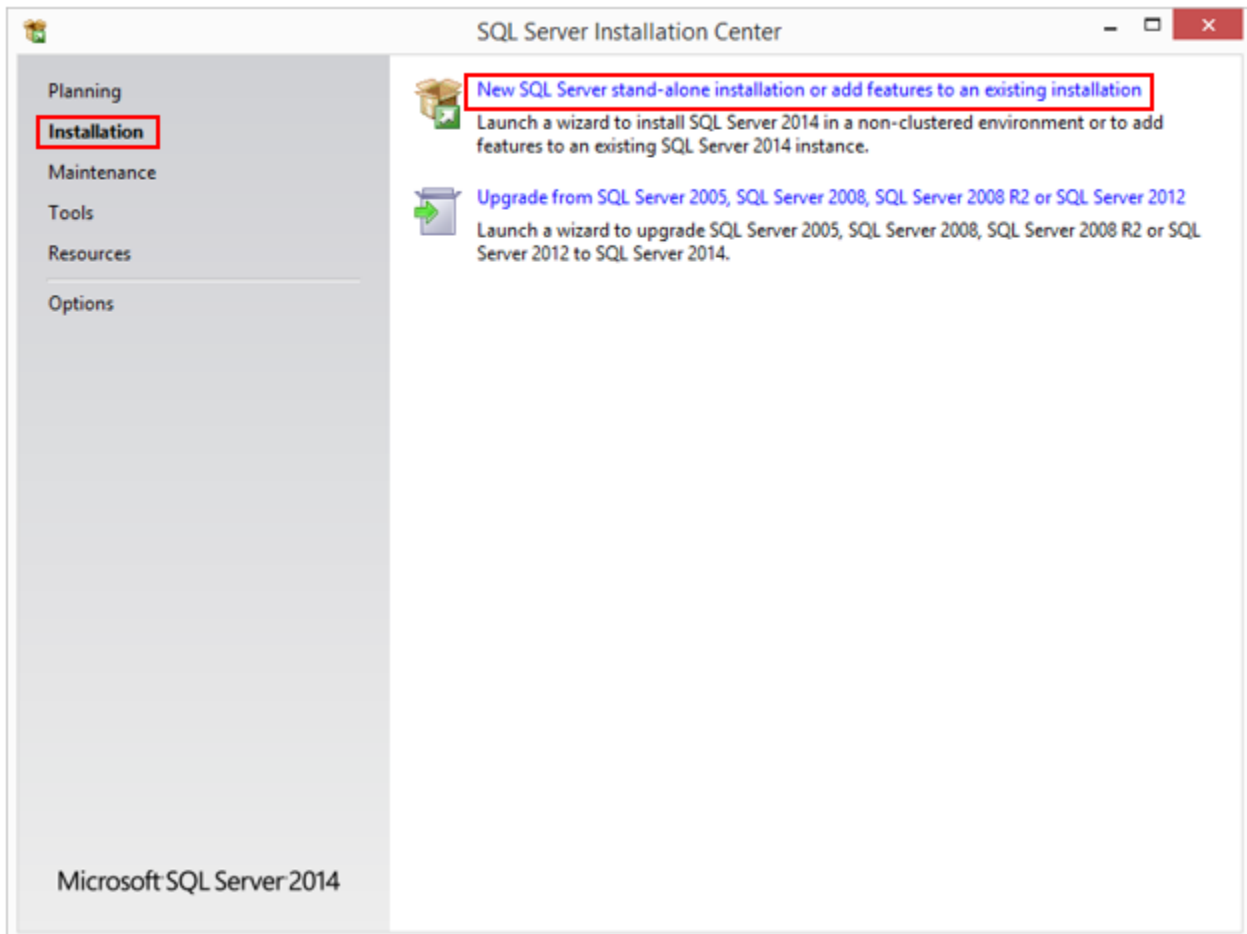 SQL Server Installation Center
Planning
Installation
Maintenance
Tools
Resources
Options
New SQL Server stand-alone installation or add features to an existing installation
Launch a wizard to install SQL Server 2014 in a non-clustered environment or to add
features to an existing SQL Server 2014 instance.
Upgrade from SQL Server 2005, SQL Server 2008, SQL Server 2008 R2 or SQL Server 2012
Launch a wizard to upgrade SQL Server 2005, SQL Server 2008, SQL Server 2008 R2 or SQL
Server 2012 to SQL Server 2014.
Microsoft SQL Server 2014